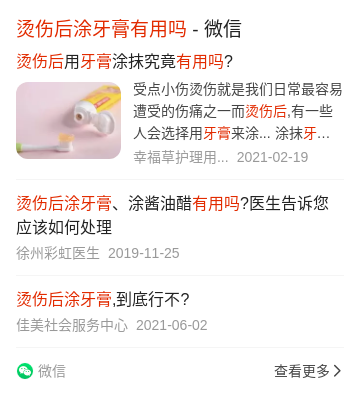 烫伤后涂牙膏有用吗 - 微信
烫伤后用牙膏涂抹究竟有用吗?
受点小伤烫伤就是我们日常最容易
遭受的伤痛之一而烫伤后,有一些
人会选择用牙膏来涂... 涂抹牙...
幸福草护理用... 2021-02-19
烫伤后涂牙膏、涂酱油醋有用吗?医生告诉您
应该如何处理
徐州彩虹医生 2019-11-25
烫伤后涂牙膏,到底行不?
佳美社会服务中心 2021-06-02
微信
查看更多